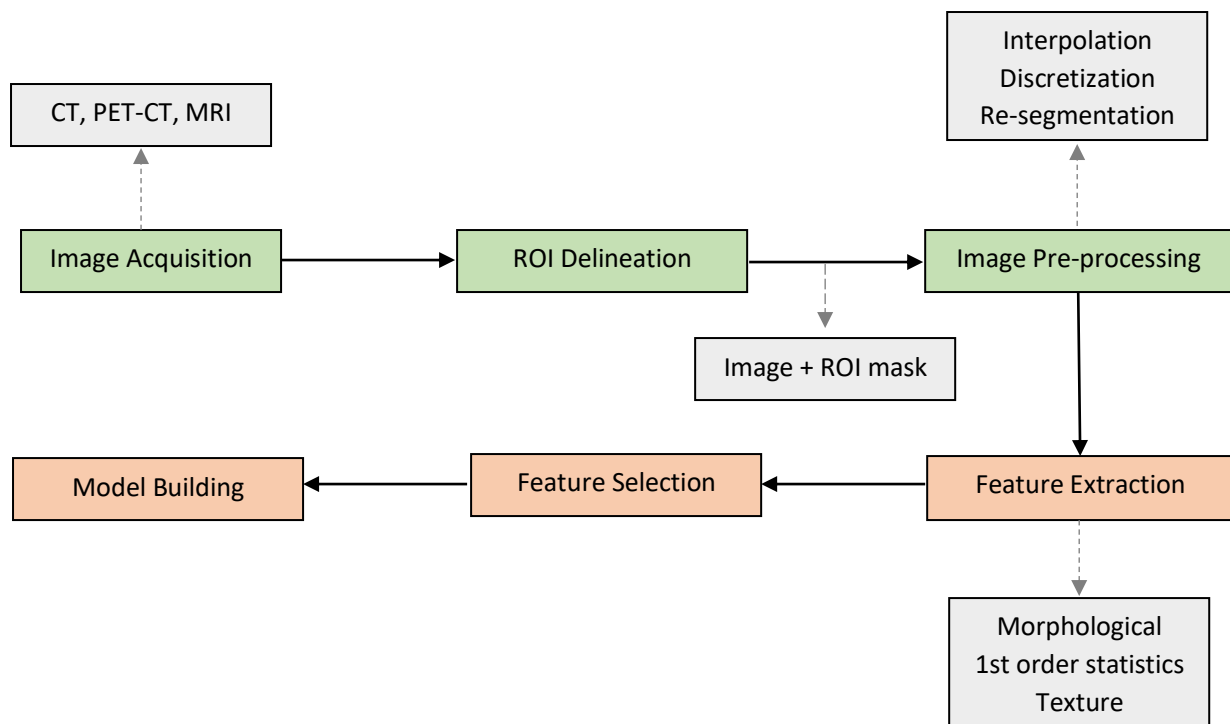 Interpolation
Discretization
Re-segmentation
CT, PET-CT, MRI
Image Acquisition
ROI Delineation
Image Pre-processing
Image + ROI mask
Model Building
Feature Selection
Feature Extraction
Morphological
1st order statistics
Texture